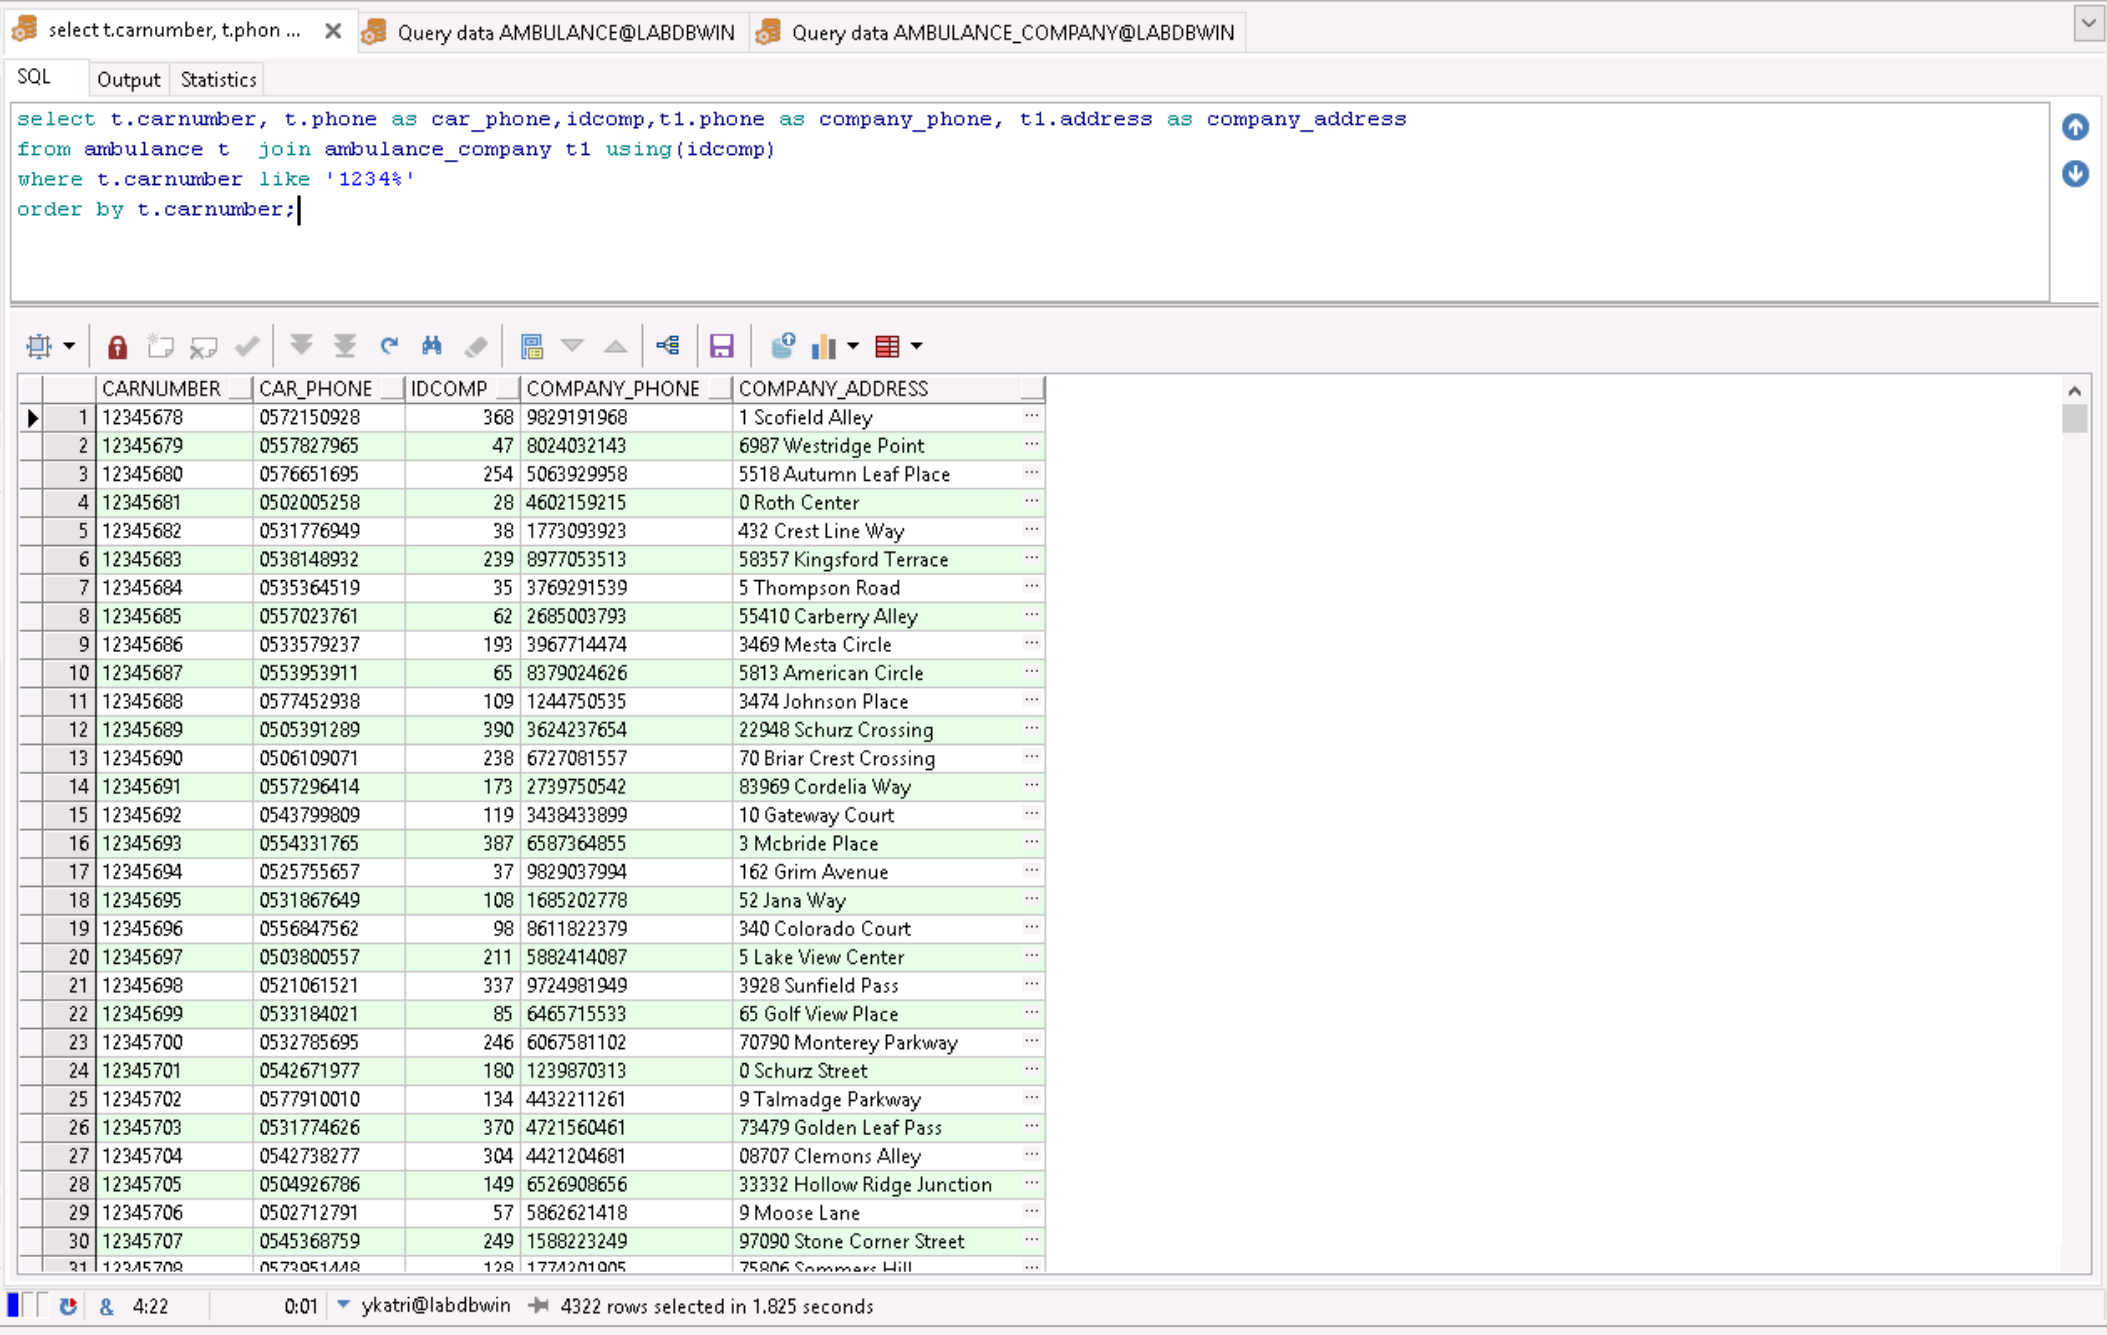 select t.carnumber, t.phon ...
Query data AMBULANCE@LABDBWIN
Query data AMBULANCE_COMPANY@LABDBWIN
SQL Output Statistics
select t.carnumber, t.phone as car_phone,idcomp,t1.phone as company_phone, t1.address as company_address
from ambulance t  join ambulance_company t1 using(idcomp)
where t.carnumber like '1234%'
order by t.carnumber;
CARNUMBER CAR_PHONE IDCOMP COMPANY_PHONE COMPANY_ADDRESS
1 12345678 0572150928 368 9829191968 1 Scofield Alley ...
2 12345679 0557827965 47 8024032143 6987 Westridge Point ...
3 12345680 0576651695 254 5063929958 5518 Autumn Leaf Place ...
4 12345681 0502005258 28 4602159215 0 Roth Center ...
5 12345682 0531776949 38 1773093923 432 Crest Line Way ...
6 12345683 0538148932 239 8977053513 58357 Kingsford Terrace ...
7 12345684 0535364519 35 3769291539 5 Thompson Road ...
8 12345685 0557023761 62 2685003793 55410 Carberry Alley ...
9 12345686 0533579237 193 3967714474 3469 Mesta Circle ...
10 12345687 0553953911 65 8379024626 5813 American Circle ...
11 12345688 0577452938 109 1244750535 3474 Johnson Place ...
12 12345689 0505391289 390 3624237654 22948 Schurz Crossing ...
13 12345690 0506109071 238 6727081557 70 Briar Crest Crossing ...
14 12345691 0557296414 173 2739750542 83969 Cordelia Way ...
15 12345692 0543799809 119 3438433899 10 Gateway Court ...
16 12345693 0554331765 387 6587364855 3 Mcbride Place ...
17 12345694 0525755657 37 9829037994 162 Grim Avenue ...
18 12345695 0531867649 108 1685202778 52 Jana Way ...
19 12345696 0556847562 98 8611822379 340 Colorado Court ...
20 12345697 0503800557 211 5882414087 5 Lake View Center ...
21 12345698 0521061521 337 9724981949 3928 Sunfield Pass ...
22 12345699 0533184021 85 6465715533 65 Golf View Place ...
23 12345700 0532785695 246 6067581102 70790 Monterey Parkway ...
24 12345701 0542671977 180 1239870313 0 Schurz Street ...
25 12345702 0577910010 134 4432211261 9 Talmadge Parkway ...
26 12345703 0531774626 370 4721560461 73479 Golden Leaf Pass ...
27 12345704 0542738277 304 4421204681 08707 Clemons Alley ...
28 12345705 0504926786 149 6526908656 33332 Hollow Ridge Junction ...
29 12345706 0502712791 57 5862621418 9 Moose Lane ...
30 12345707 0545368759 249 1588223249 97090 Stone Corner Street ...
31 12345708 0573951448 128 1774201905 75806 Sommers Hill ...
& 4:22 0:01 ykatri@labdbwin 4322 rows selected in 1.825 seconds